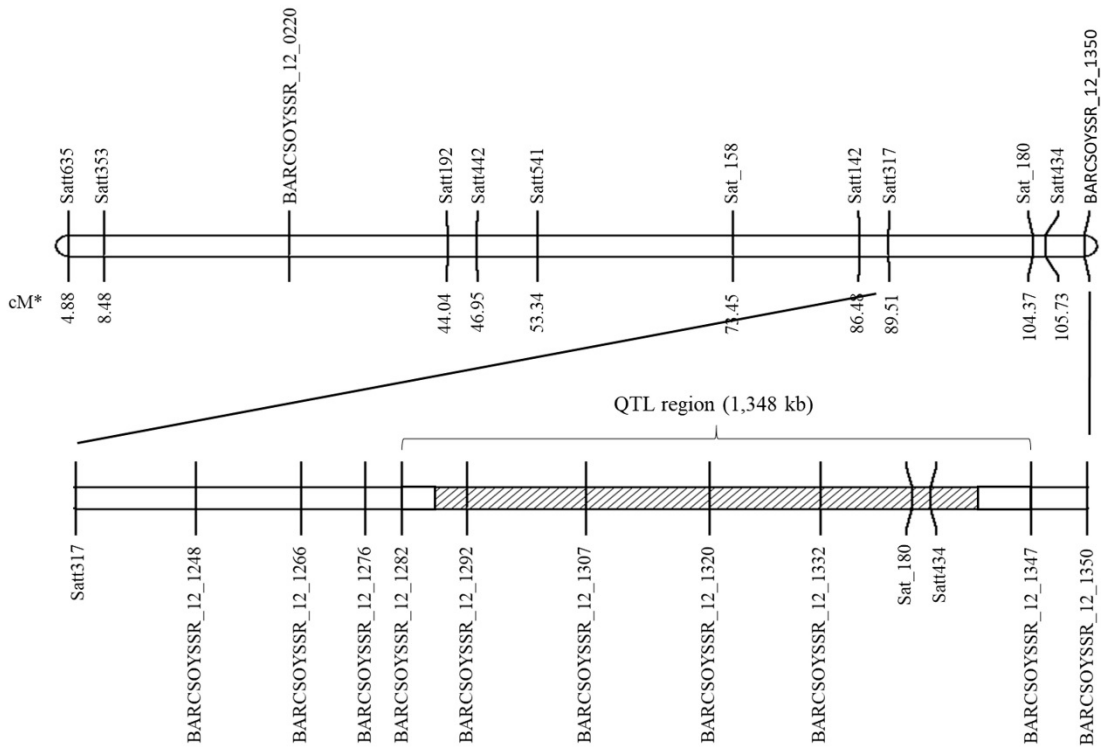 Satt635
Satt353
BARCSOYSSR_12_0220
Satt192
Satt442
Satt541
Sat_158
Satt142
Satt317
Sat_180
Satt434
BARCSOYSSR_12_1350
cM*
4.88
8.48
44.04
46.95
53.34
73.45
86.48
89.51
104.37
105.73
QTL region (1,348 kb)
Satt317
BARCSOYSSR_12_1248
BARCSOYSSR_12_1266
BARCSOYSSR_12_1276
BARCSOYSSR_12_1282
BARCSOYSSR_12_1292
BARCSOYSSR_12_1307
BARCSOYSSR_12_1320
BARCSOYSSR_12_1332
Sat_180
Satt434
BARCSOYSSR_12_1347
BARCSOYSSR_12_1350